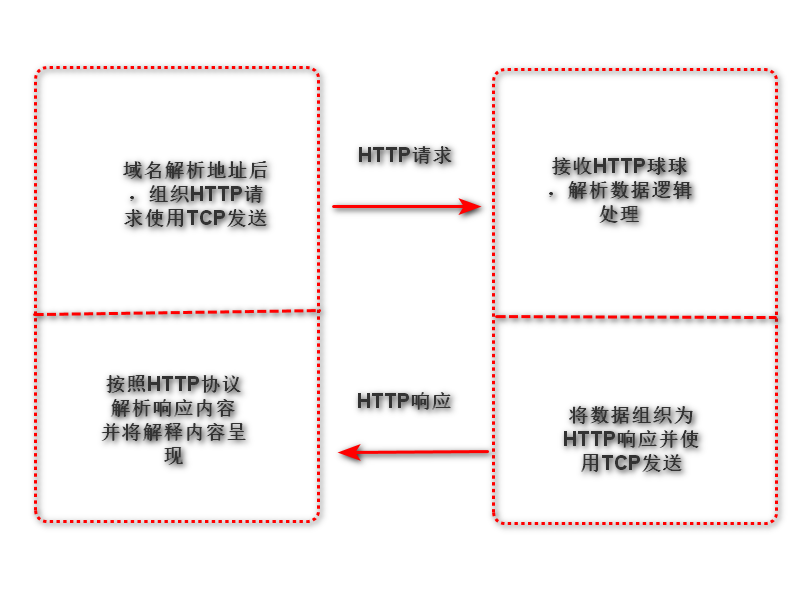 域名解析地址后
，组织HTTP请
求使用TCP发送
HTTP请求
接收HTTP球球
，解析数据逻辑
处理
按照HTTP协议
解析响应内容
并将解释内容呈
现
HTTP响应
将数据组织为
HTTP响应并使
用TCP发送